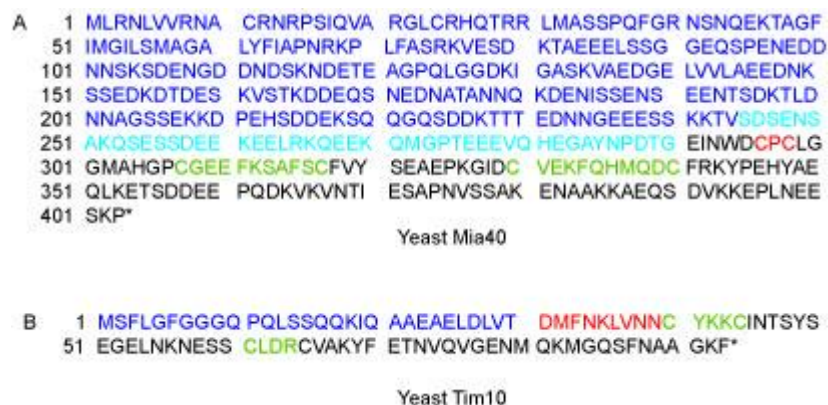 A 1 MLRNLVVRNA CRNRPSIQVA RGLCRHQTRR LMASSPQFGR NSNQEKTAGF
51 IMGILSMAGA LYFIAPNRKP LFASRKVESD KTAEEELSSG GEQSPENEDD
101 NNSKSDENGD DNDSKNDETE AGPQLGGDKI GASKVAEDGE LVVLAEEDNK
151 SSEDKDTDES KVSTKDDEQS NEDNATANNQ KDENISSENS EENTSDKTLD
201 NNAGSSEKKD PEHSDDEKSQ QGQSDDKTTT EDNNGEEESS KKTVSDSENS
251 AKQSESSDEE KEELRKQEEK QMGPTEEEVQ HEGAYNPDTG EINWDCPCLG
301 GMAHGPCGEE FKSAFSCFVY SEAEPKGIDC VEKFQHMQDC FRKYPEHYAE
351 QLKETSDDEE PQDKVKVNTI ESAPNVSSAK ENAAKKAEQS DVKKEPLNEE
401 SKP*
Yeast Mia40
B 1 MSFLGFGGGQ PQLSSQQKIQ AAEAELDLVT DMFNKLVNNC YKKCINTSYS
51 EGELNKNESS CLDRCVAKYF ETNVQVGENM QKMGQSFNAA GKF*
Yeast Tim10